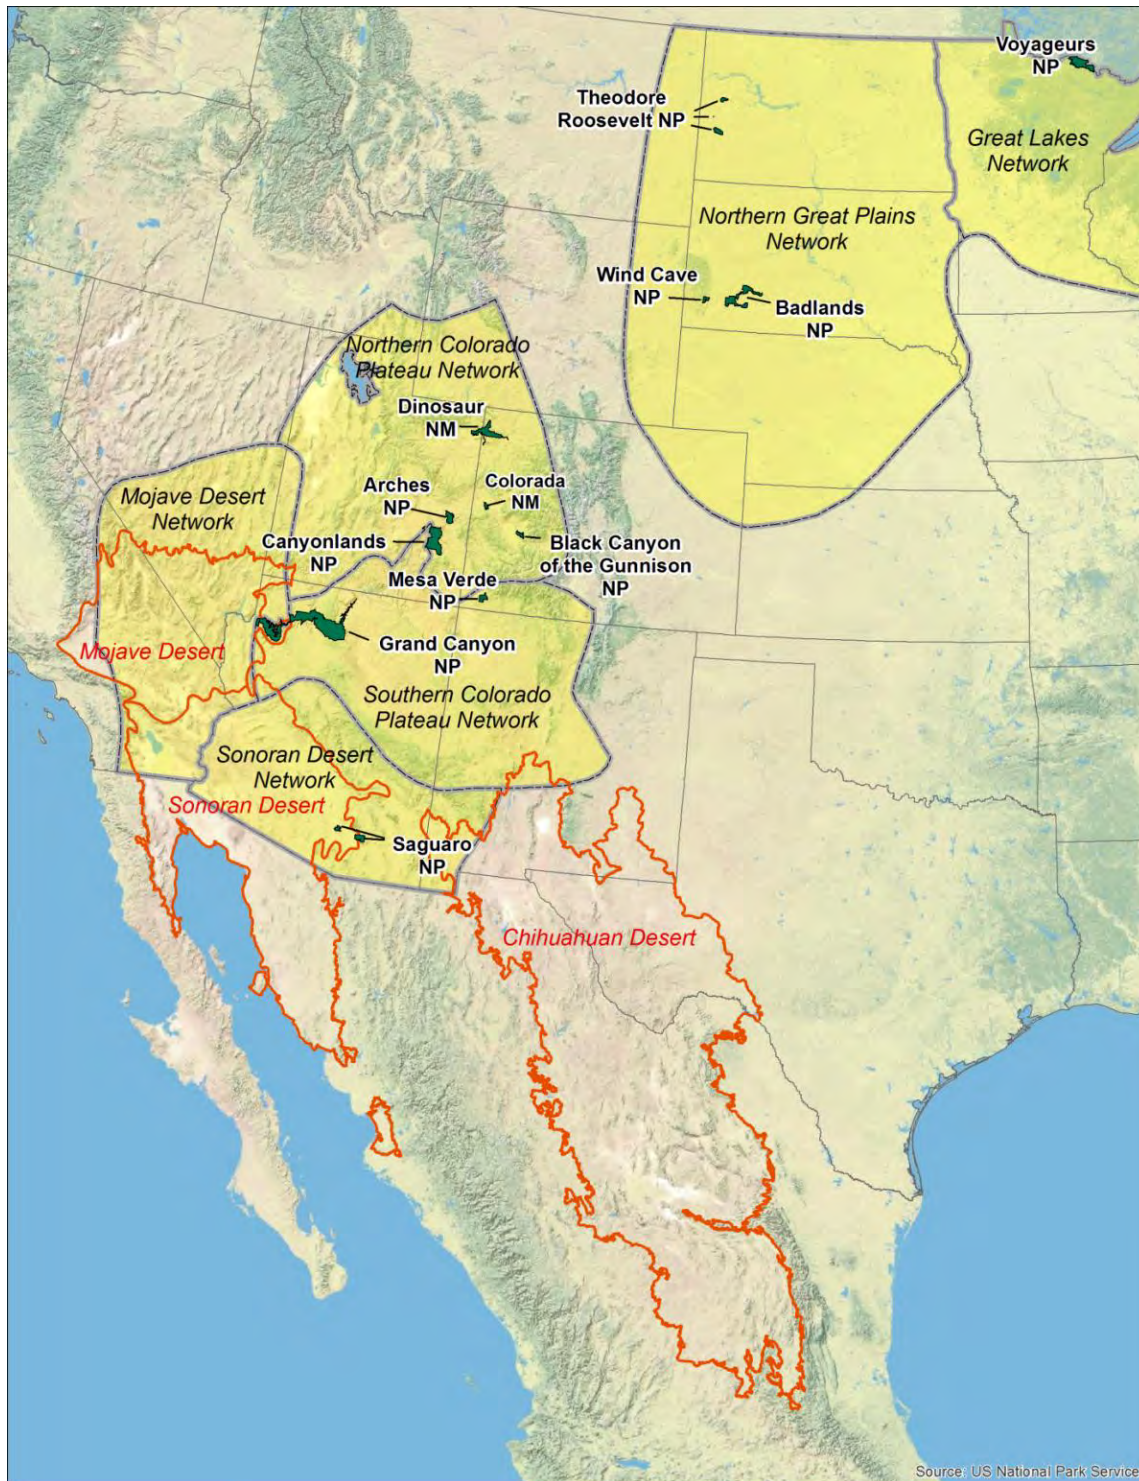 Voyageurs
NP
Theodore
Roosevelt NP
Great Lakes
Network
Northern Great Plains
Network
Wind Cave
NP
Badlands
NP
Northern Colorado
Plateau Network
Dinosaur
NM
Arches
NP
Colorada
NM
Mojave Desert
Network
Canyonlands
NP
Black Canyon
of the Gunnison
NP
Mesa Verde
NP
Mojave Desert
Grand Canyon
NP
Southern Colorado
Plateau Network
Sonoran Desert
Network
Sonoran Desert
Saguaro
NP
Chihuahuan Desert
Source: US National Park Service